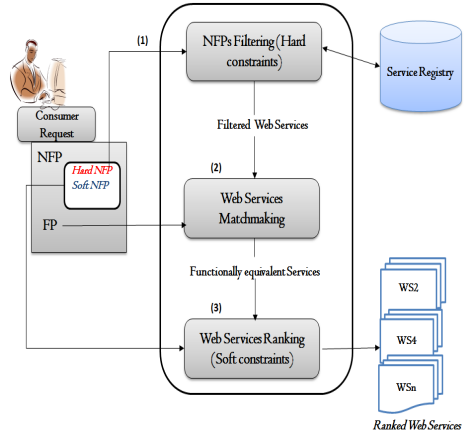 (1)
NFPs Filtering (Hard
constraints)
Service Registry
Consumer
Request
NFP
Hard NFP
Soft NFP
FP
Filtered Web Services
(2)
Web Services
Matchmaking
Functionally equivalent Services
(3)
Web Services Ranking
(Soft constraints)
WS2
WS4
WSn
Ranked Web Services